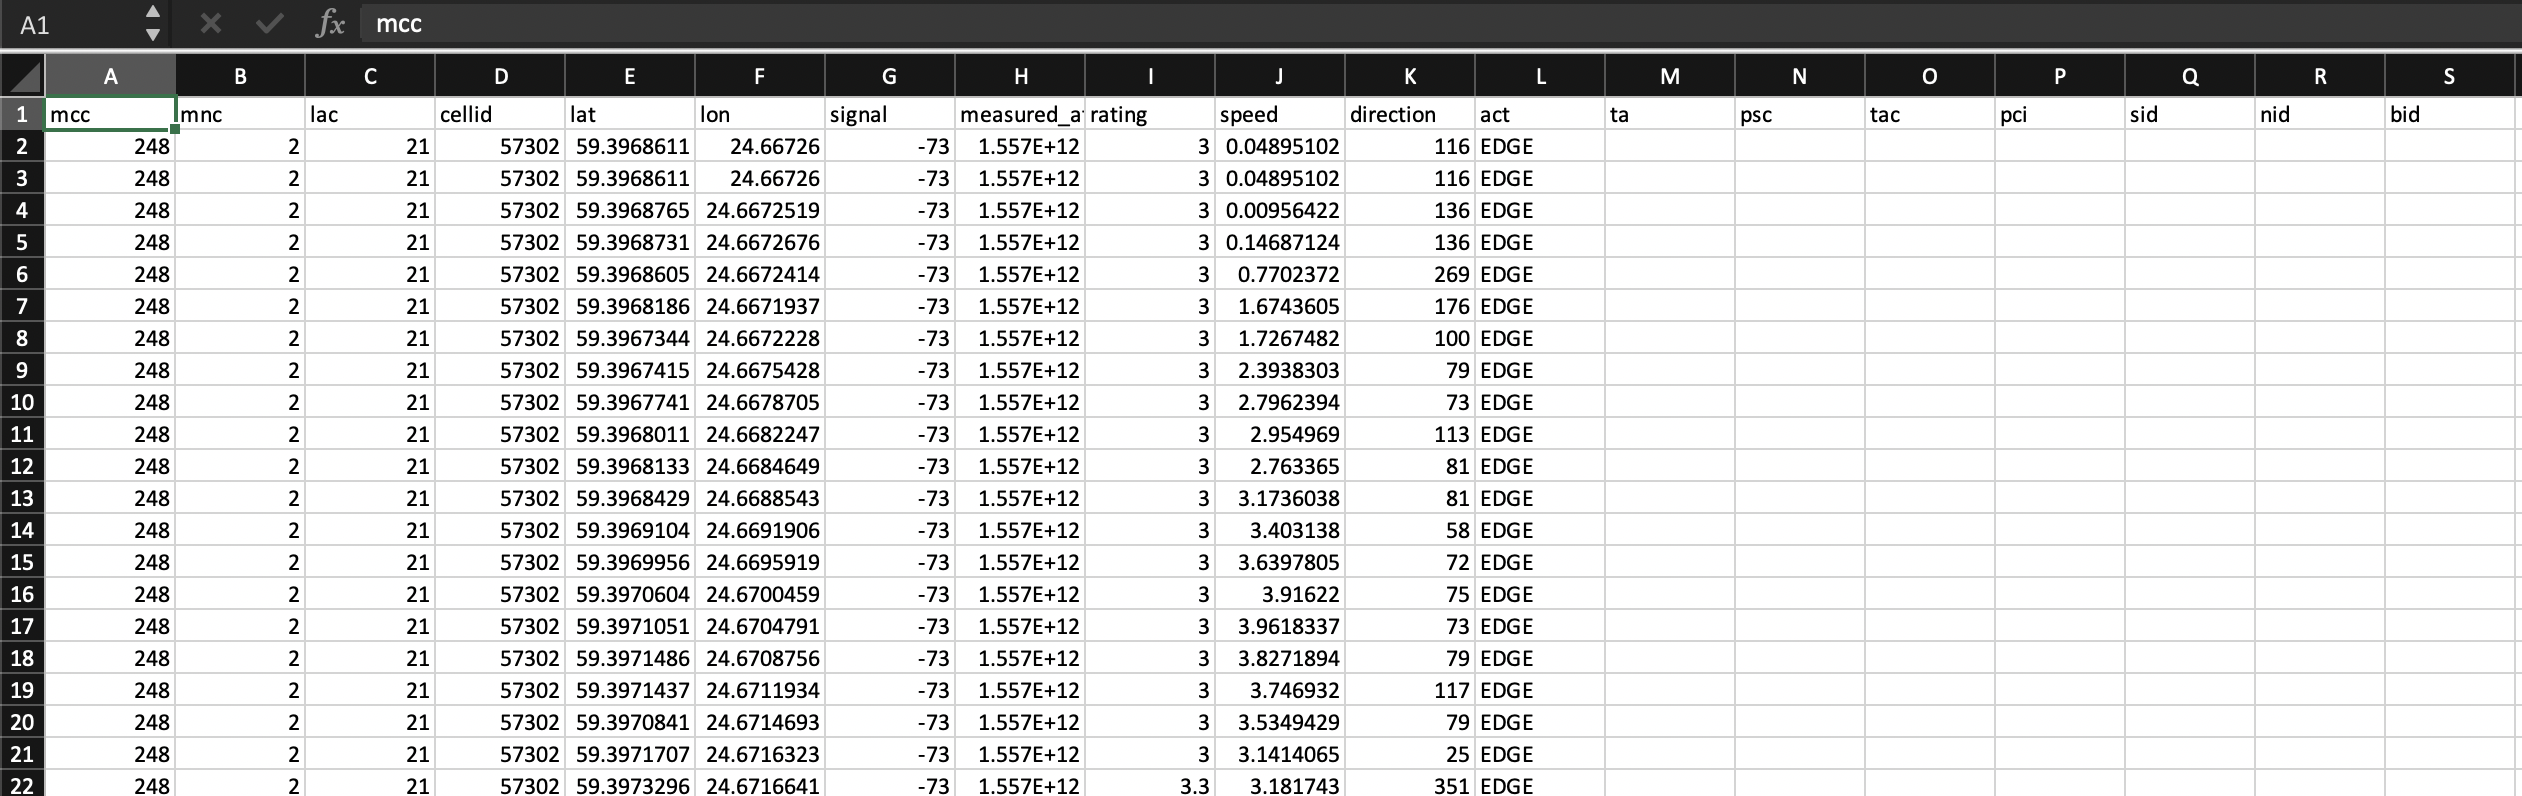 A1 fx mcc
A B C D E F G H I J K L M N O P Q R S
1 mcc mnc lac cellid lat lon signal measured_a rating speed direction act ta psc tac pci sid nid bid
2 248 2 21 57302 59.3968611 24.66726 -73 1.557E+12 3 0.04895102 116 EDGE
3 248 2 21 57302 59.3968611 24.66726 -73 1.557E+12 3 0.04895102 116 EDGE
4 248 2 21 57302 59.3968765 24.6672519 -73 1.557E+12 3 0.00956422 136 EDGE
5 248 2 21 57302 59.3968731 24.6672676 -73 1.557E+12 3 0.14687124 136 EDGE
6 248 2 21 57302 59.3968605 24.6672414 -73 1.557E+12 3 0.7702372 269 EDGE
7 248 2 21 57302 59.3968186 24.6671937 -73 1.557E+12 3 1.6743605 176 EDGE
8 248 2 21 57302 59.3967344 24.6672228 -73 1.557E+12 3 1.7267482 100 EDGE
9 248 2 21 57302 59.3967415 24.6675428 -73 1.557E+12 3 2.3938303 79 EDGE
10 248 2 21 57302 59.3967741 24.6678705 -73 1.557E+12 3 2.7962394 73 EDGE
11 248 2 21 57302 59.3968011 24.6682247 -73 1.557E+12 3 2.954969 113 EDGE
12 248 2 21 57302 59.3968133 24.6684649 -73 1.557E+12 3 2.763365 81 EDGE
13 248 2 21 57302 59.3968429 24.6688543 -73 1.557E+12 3 3.1736038 81 EDGE
14 248 2 21 57302 59.3969104 24.6691906 -73 1.557E+12 3 3.403138 58 EDGE
15 248 2 21 57302 59.3969956 24.6695919 -73 1.557E+12 3 3.6397805 72 EDGE
16 248 2 21 57302 59.3970604 24.6700459 -73 1.557E+12 3 3.91622 75 EDGE
17 248 2 21 57302 59.3971051 24.6704791 -73 1.557E+12 3 3.9618337 73 EDGE
18 248 2 21 57302 59.3971486 24.6708756 -73 1.557E+12 3 3.8271894 79 EDGE
19 248 2 21 57302 59.3971437 24.6711934 -73 1.557E+12 3 3.746932 117 EDGE
20 248 2 21 57302 59.3970841 24.6714693 -73 1.557E+12 3 3.5349429 79 EDGE
21 248 2 21 57302 59.3971707 24.6716323 -73 1.557E+12 3 3.1414065 25 EDGE
22 248 2 21 57302 59.3973296 24.6716641 -73 1.557E+12 3.3 3.181743 351 EDGE